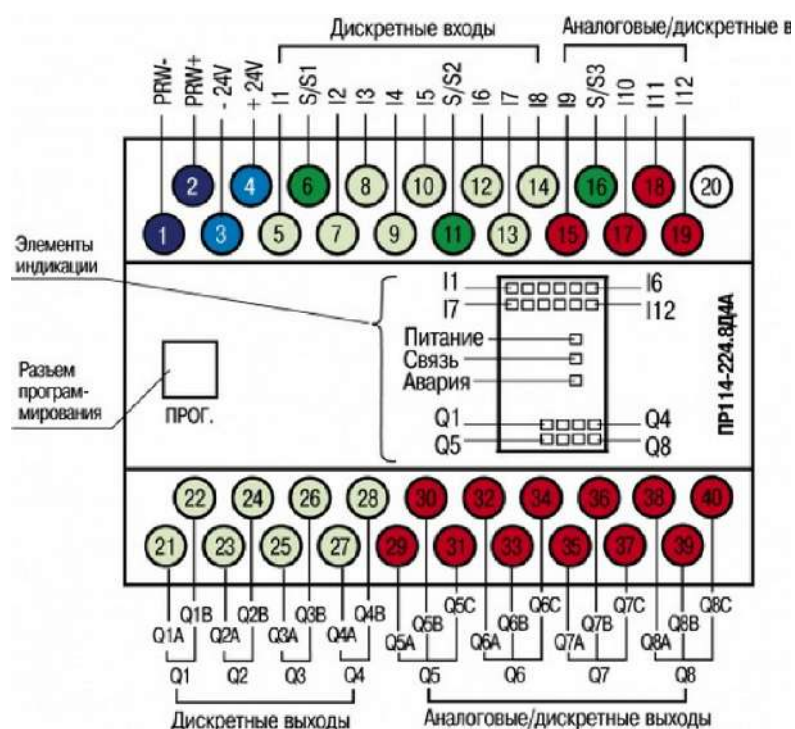 Дискретные входы
Аналоговые/дискретные в
PRW-
PRW+
- 24V
+ 24V
I1
S/S1
I2
I3
I4
I5
S/S2
I6
I7
I8
I9
S/S3
I10
I11
I12
2 4 6 8 10 12 14 16 18 20
1 3 5 7 9 11 13 15 17 19
Элементы
индикации
I1 I6
I7 I12
Питание
Связь
Авария
Разъем
програм-
мирования
ПРОГ.
Q1 Q4
Q5 Q8
ПР114-224.8Д4А
22 24 26 28 30 32 34 36 38 40
21 23 25 27 29 31 33 35 37 39
Q1A Q1B Q2A Q2B Q3A Q3B Q4A Q4B Q5A Q5B Q5C Q6A Q6B Q6C Q7A Q7B Q7C Q8A Q8B Q8C
Q1 Q2 Q3 Q4 Q5 Q6 Q7 Q8
Дискретные выходы
Аналоговые/дискретные выходы